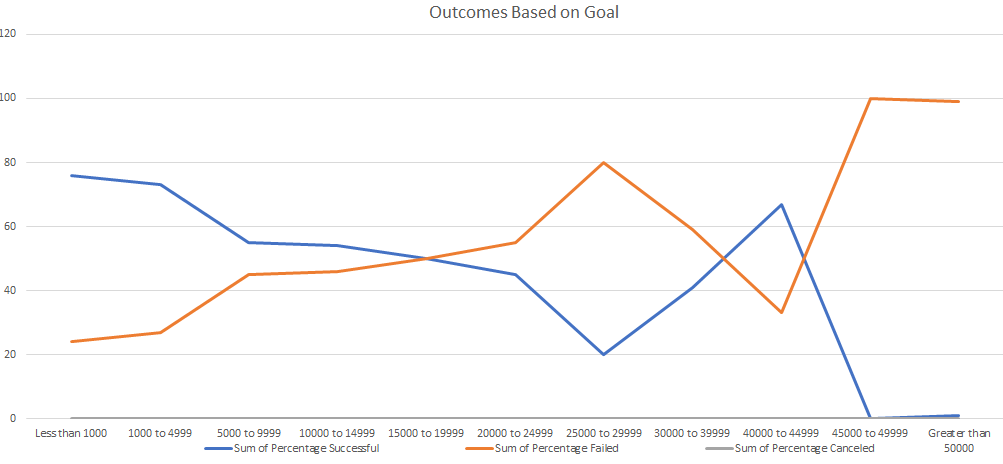 Outcomes Based on Goal
120
100
80
60
40
20
0
Less than 1000 1000 to 4999 5000 to 9999 10000 to 14999 15000 to 19999 20000 to 24999 25000 to 29999 30000 to 39999 40000 to 44999 45000 to 49999 Greater than
50000
Sum of Percentage Successful Sum of Percentage Failed Sum of Percentage Canceled